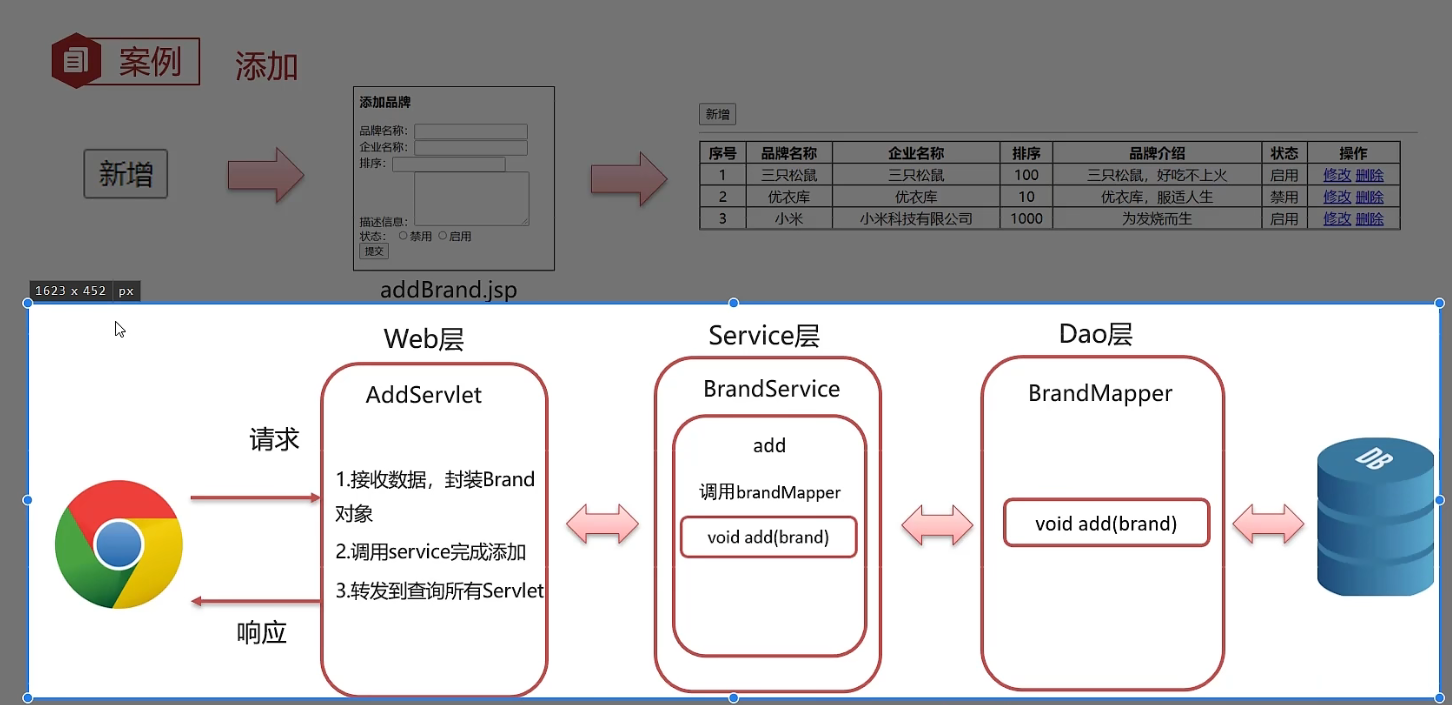 案例
添加
新增
添加品牌
品牌名称：
企业名称：
排序：
描述信息：
状态： 禁用 启用
提交
addBrand.jsp
新增
序号 品牌名称 企业名称 排序 品牌介绍 状态 操作
1 三只松鼠 三只松鼠 100 三只松鼠，好吃不上火 启用 修改 删除
2 优衣库 优衣库 10 优衣库，服适人生 禁用 修改 删除
3 小米 小米科技有限公司 1000 为发烧而生 启用 修改 删除
1623 x 452 px
请求
响应
Web层
AddServlet
1.接收数据，封装Brand
对象
2.调用service完成添加
3.转发到查询所有Servlet
Service层
BrandService
add
调用brandMapper
void add(brand)
Dao层
BrandMapper
void add(brand)
DB